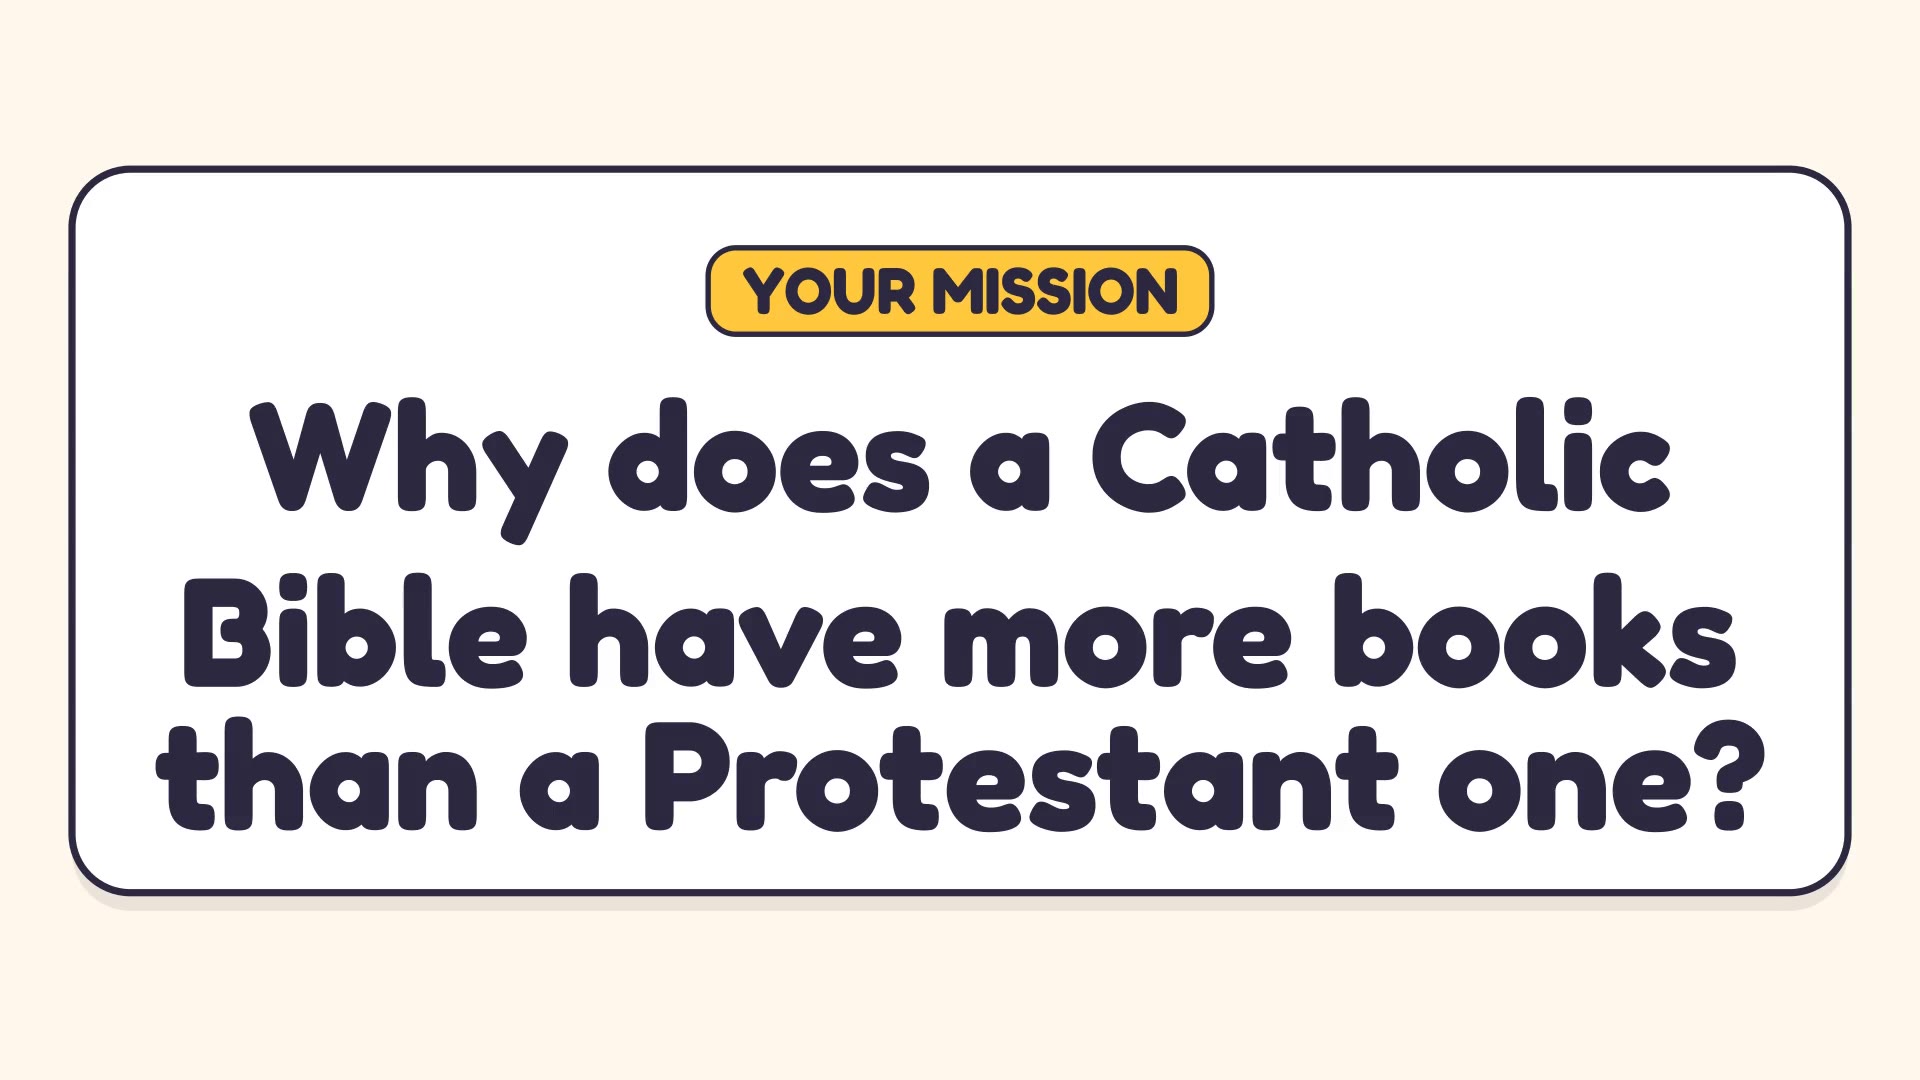 YOUR MISSION
Why does a Catholic
Bible have more books
than a Protestant one?